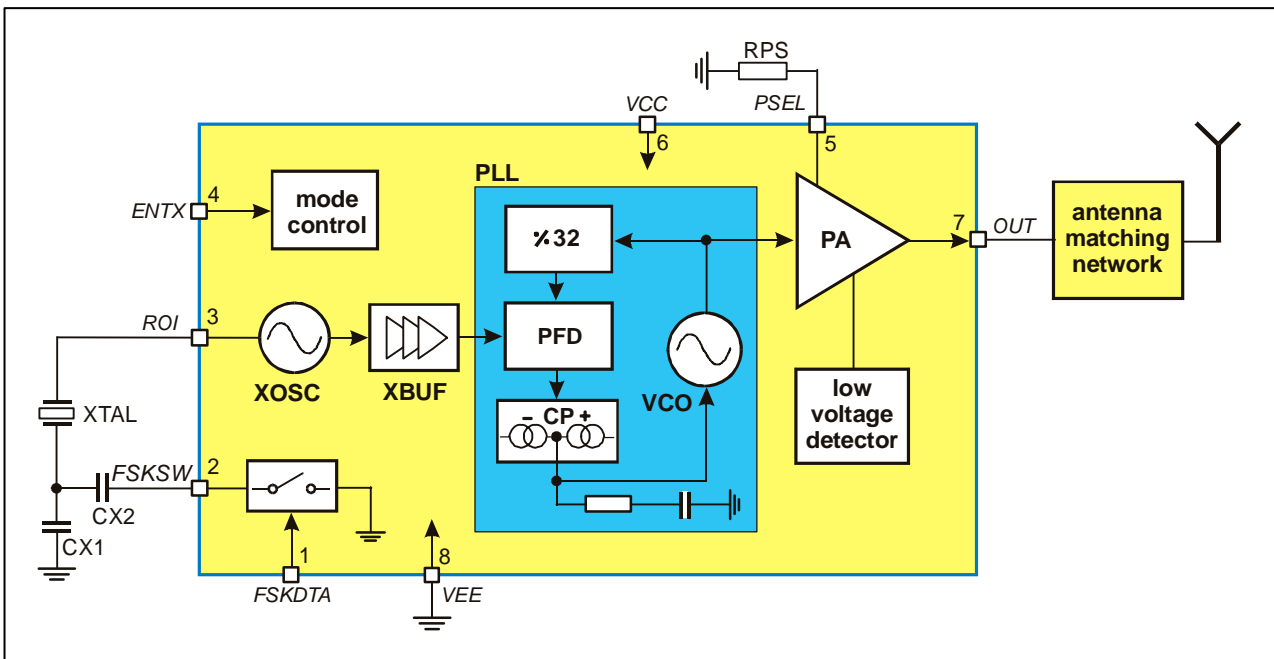 RPS
VCC
PSEL
6
5
PLL
4
ENTX
mode
control
٪32
PA
7
OUT
antenna
matching
network
3
ROI
PFD
XOSC
XBUF
VCO
low
voltage
detector
XTAL
- CP +
FSKSW
2
CX2
CX1
1
8
FSKDTA
VEE